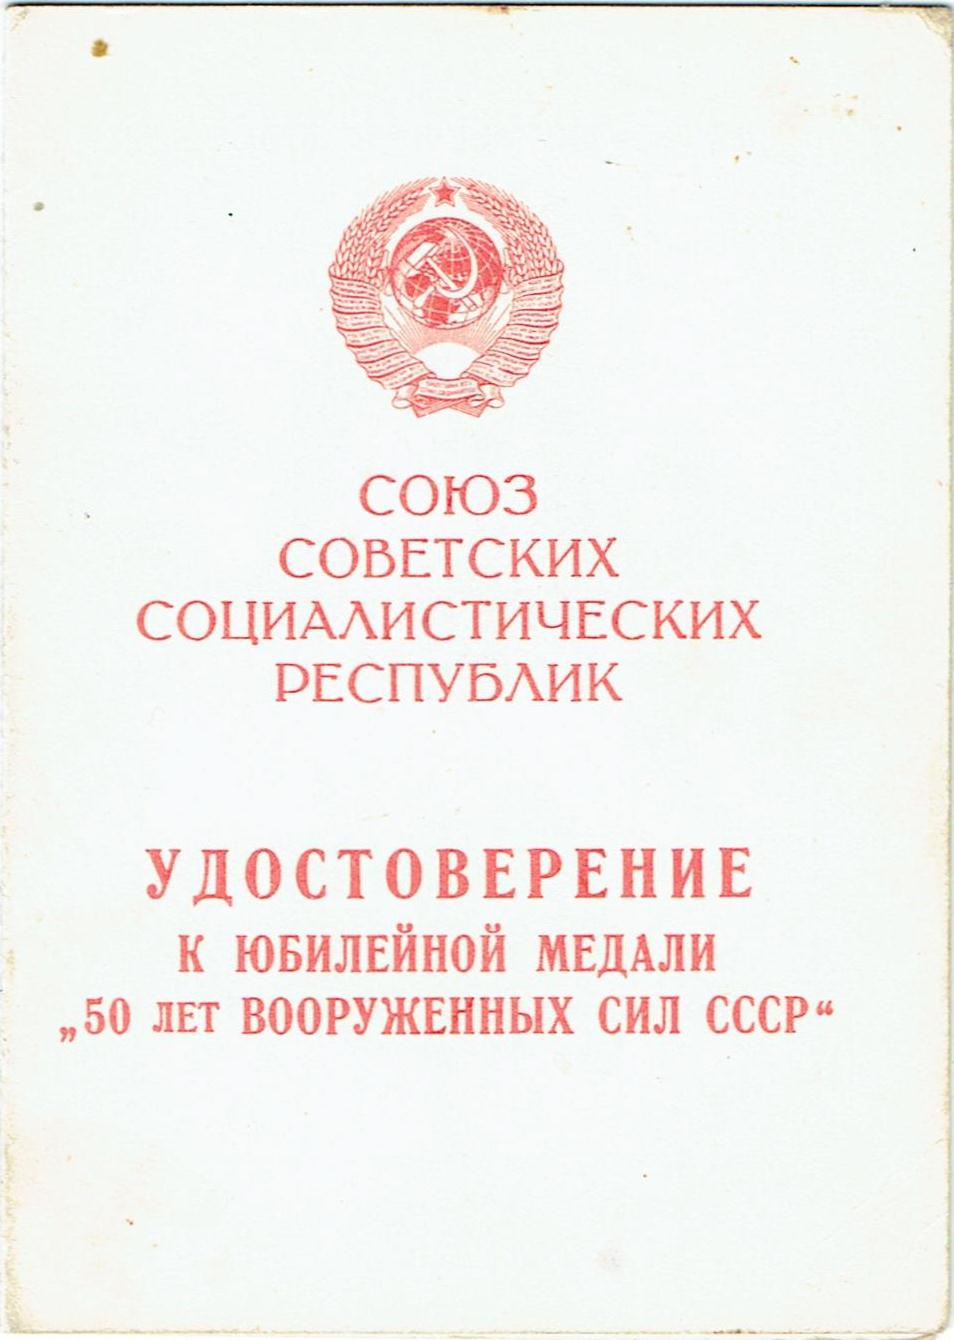 СОЮЗ
СОВЕТСКИХ
СОЦИАЛИСТИЧЕСКИХ
РЕСПУБЛИК
УДОСТОВЕРЕНИЕ
К ЮБИЛЕЙНОЙ МЕДАЛИ
„50 ЛЕТ ВООРУЖЕННЫХ СИЛ СССР“